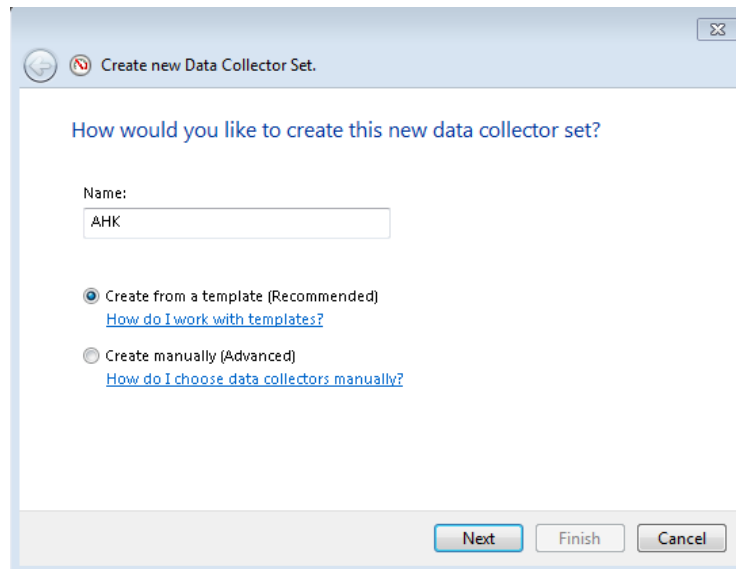 Create new Data Collector Set.
How would you like to create this new data collector set?
Name:
AHK
Create from a template (Recommended)
How do I work with templates?
Create manually (Advanced)
How do I choose data collectors manually?
Next Finish Cancel